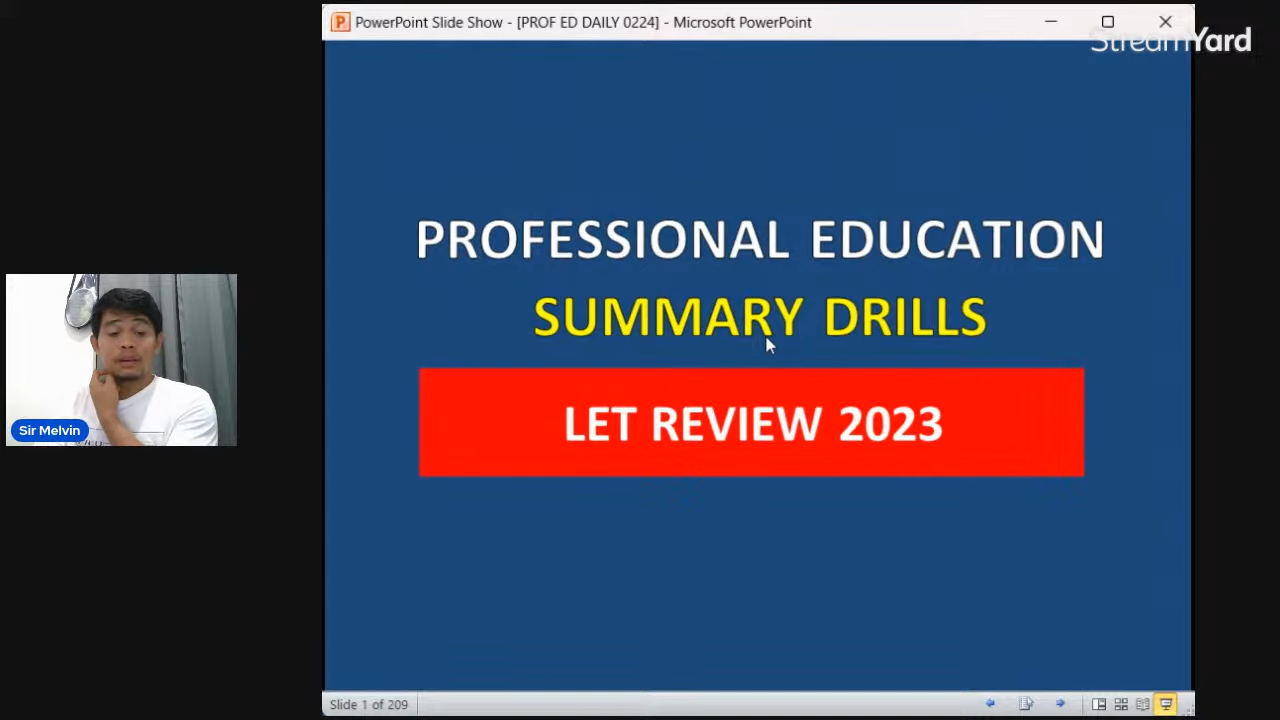 PowerPoint Slide Show - [PROF ED DAILY 0224] - Microsoft PowerPoint
StreamYard
PROFESSIONAL EDUCATION
SUMMARY DRILLS
LET REVIEW 2023
Sir Melvin
Slide 1 of 209